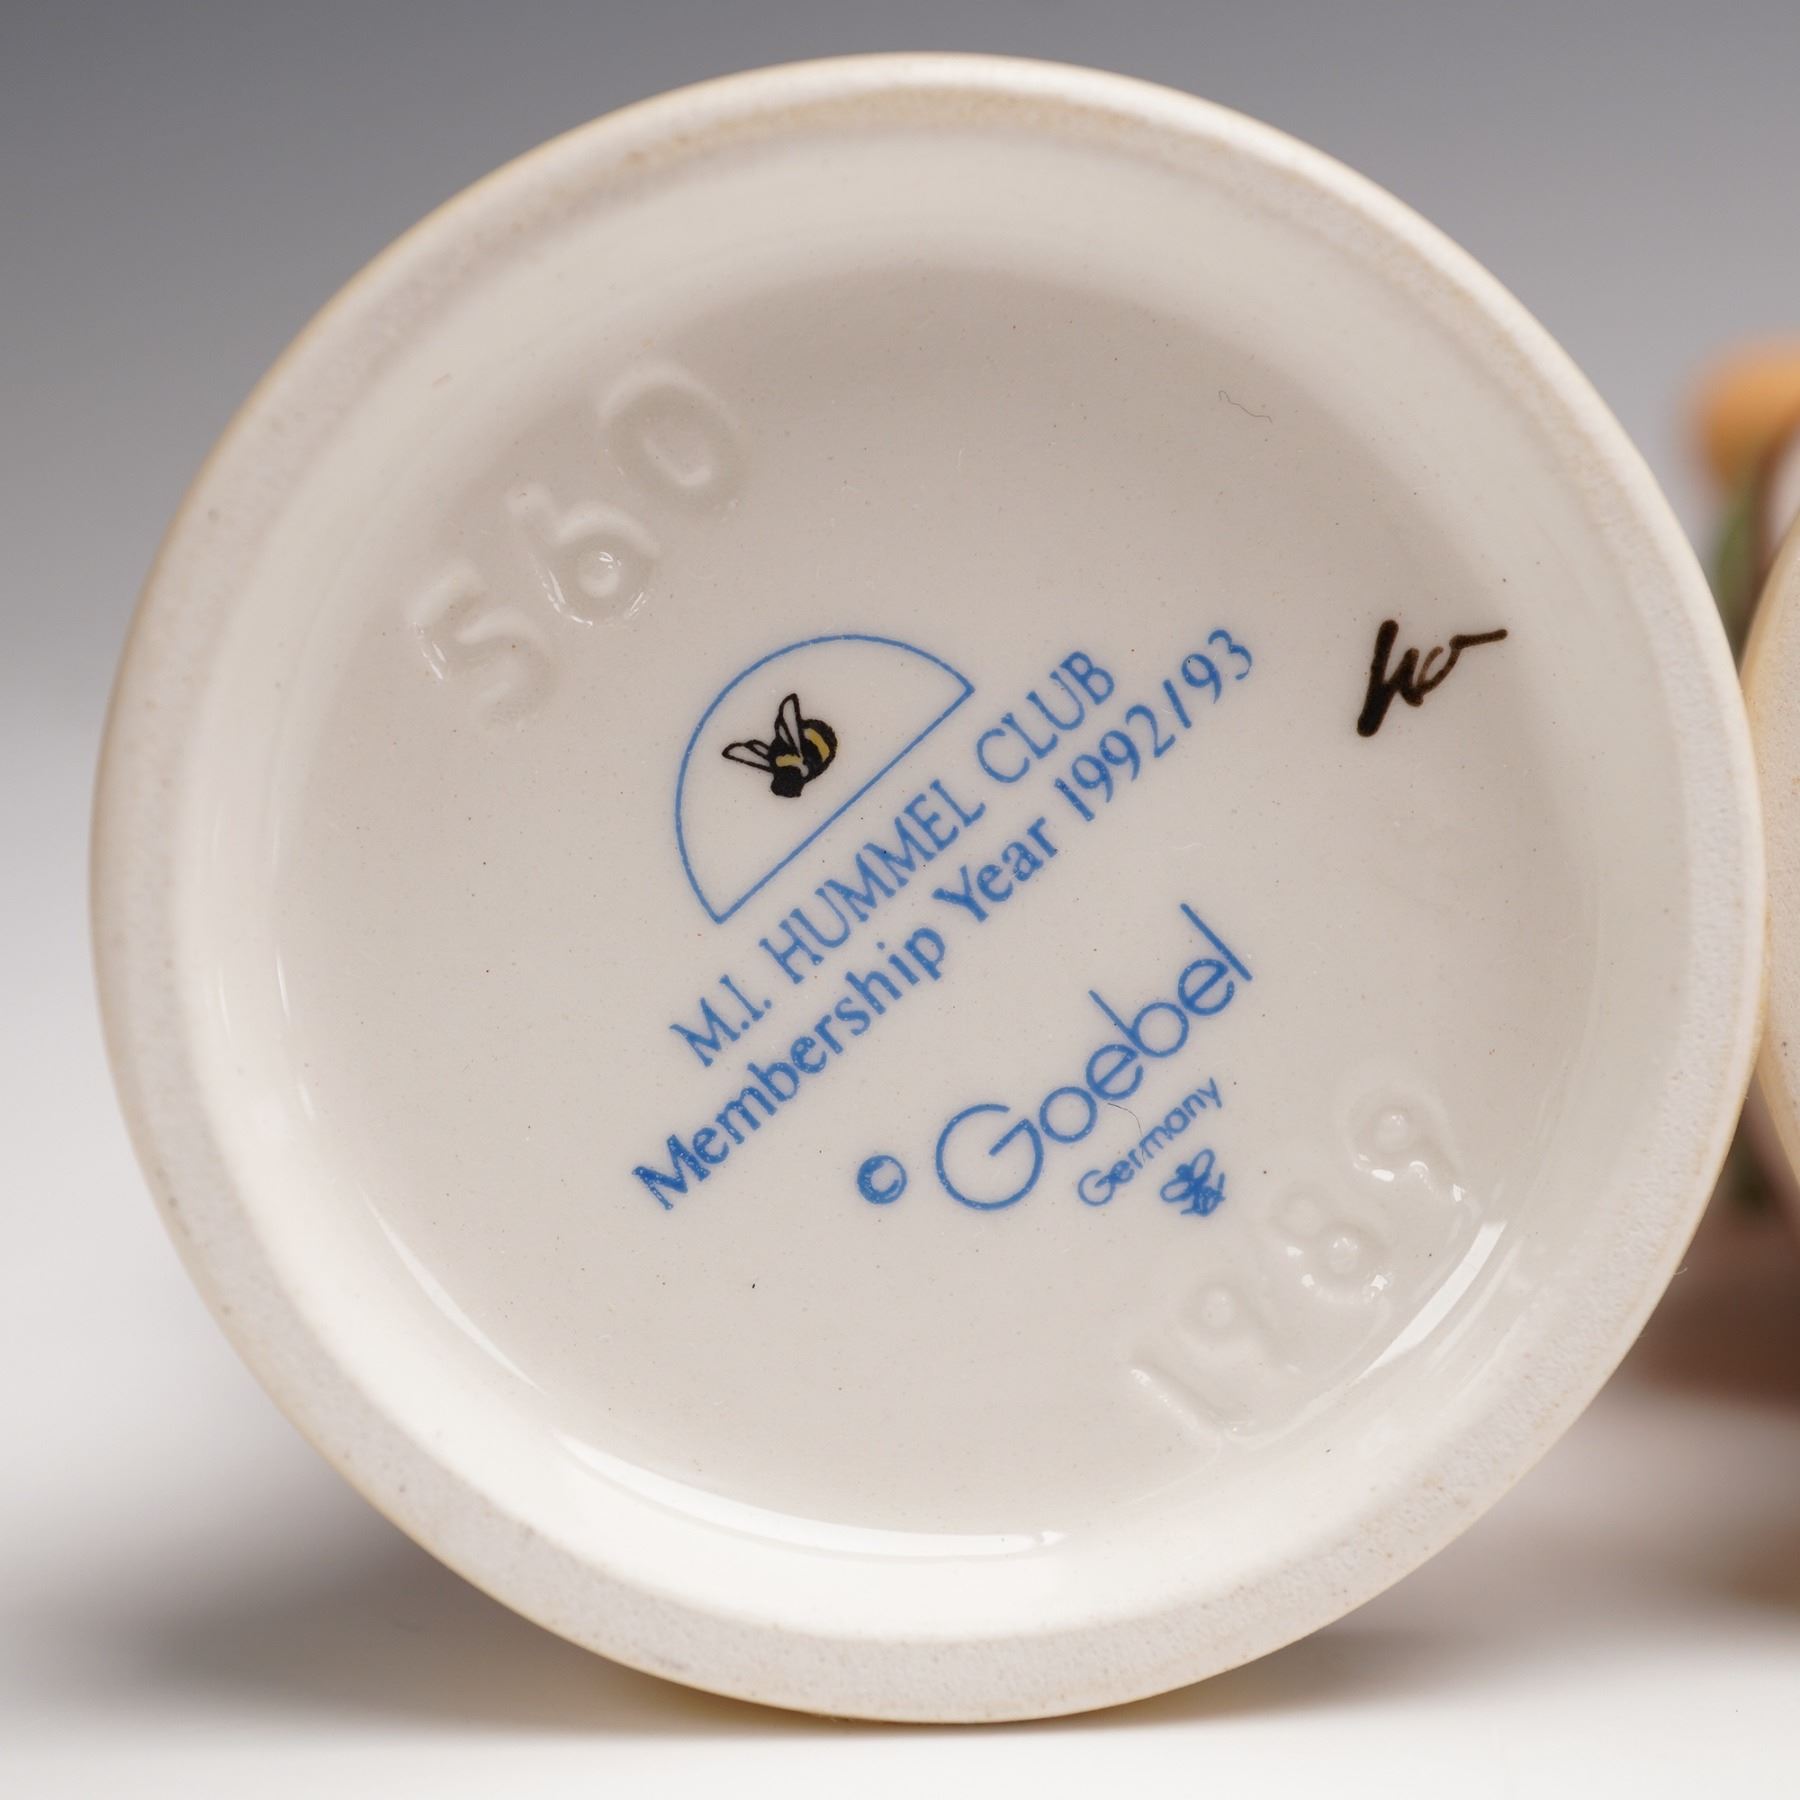 560
M.I. HUMMEL CLUB
Membership Year 1992/93
© Goebel
Germany
1989